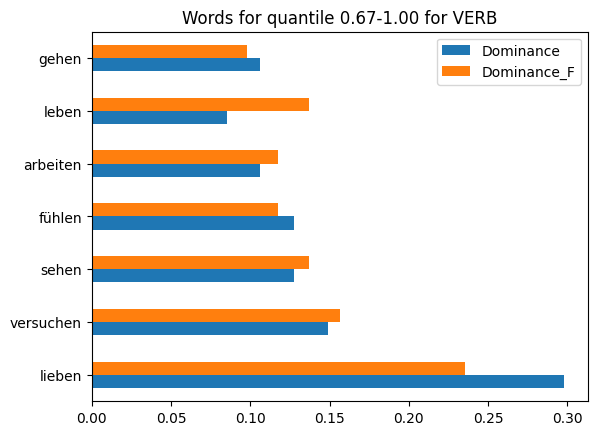 Words for quantile 0.67-1.00 for VERB
Dominance
Dominance_F
gehen
leben
arbeiten
fühlen
sehen
versuchen
lieben
0.00 0.05 0.10 0.15 0.20 0.25 0.30